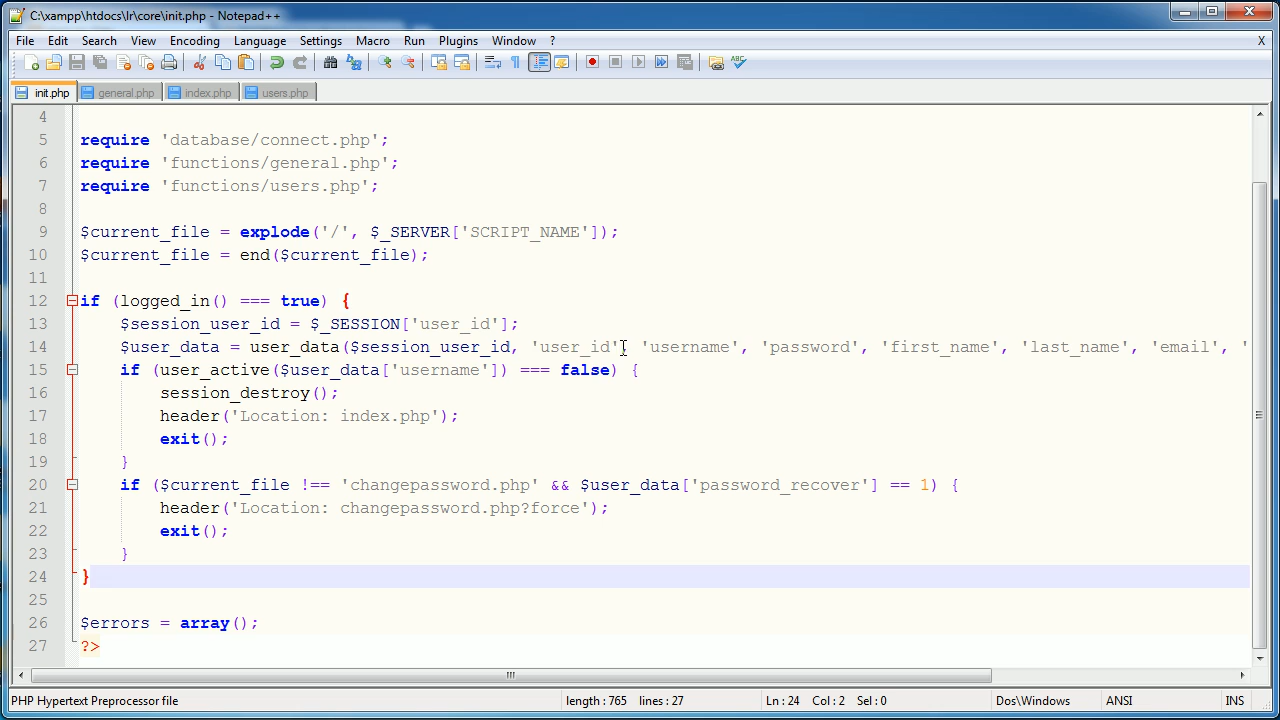 C:\xampp\htdocs\lr\core\init.php - Notepad++
File Edit Search View Encoding Language Settings Macro Run Plugins Window ? X
init.php general.php index.php users.php
4
5 require 'database/connect.php';
6 require 'functions/general.php';
7 require 'functions/users.php';
8
9 $current_file = explode('/', $_SERVER['SCRIPT_NAME']);
10 $current_file = end($current_file);
11
12 if (logged_in() === true) {
13 $session_user_id = $_SESSION['user_id'];
14 $user_data = user_data($session_user_id, 'user_id', 'username', 'password', 'first_name', 'last_name', 'email', '
15 if (user_active($user_data['username']) === false) {
16 session_destroy();
17 header('Location: index.php');
18 exit();
19 }
20 if ($current_file !== 'changepassword.php' && $user_data['password_recover'] == 1) {
21 header('Location: changepassword.php?force');
22 exit();
23 }
24 }
25
26 $errors = array();
27 ?>
PHP Hypertext Preprocessor file length : 765 lines : 27 Ln : 24 Col : 2 Sel : 0 Dos\Windows ANSI INS